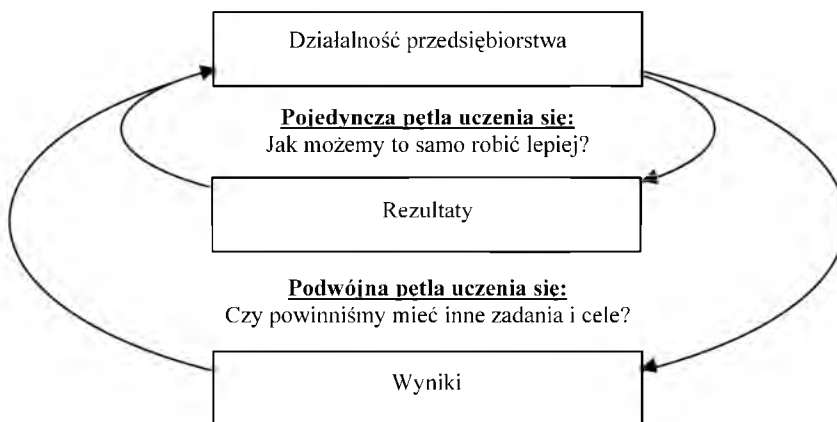 Działalność przedsiębiorstwa
Pojedyncza pętla uczenia się:
Jak możemy to samo robić lepiej?
Rezultaty
Podwójna pętla uczenia się:
Czy powinniśmy mieć inne zadania i cele?
Wyniki